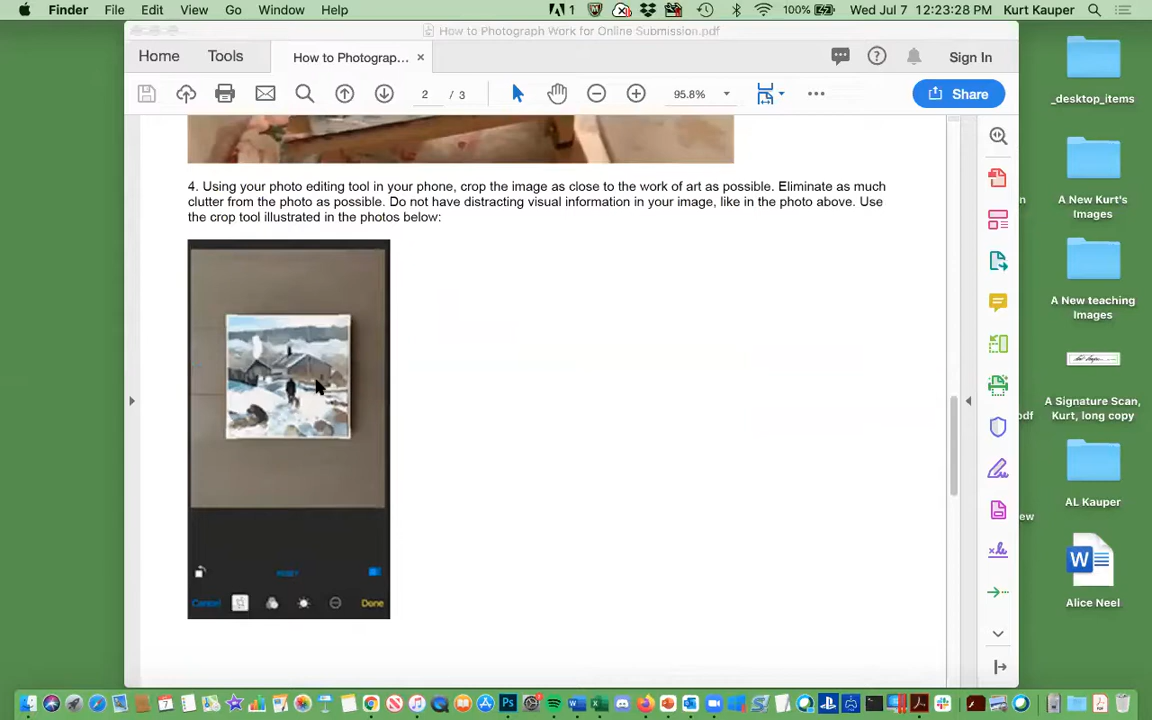 Finder File Edit View Go Window Help 1 100% Wed Jul 7 12:23:28 PM Kurt Kauper
How to Photograph Work for Online Submission.pdf
Home Tools How to Photograp... × Sign In
2 / 3 95.8% Share
4. Using your photo editing tool in your phone, crop the image as close to the work of art as possible. Eliminate as much
clutter from the photo as possible. Do not have distracting visual information in your image, like in the photo above. Use
the crop tool illustrated in the photos below:
RESET
Cancel Done
_desktop_items
A New Kurt's
Images
A New teaching
Images
A Signature Scan,
Kurt, long copy
AL Kauper
W
Alice Neel